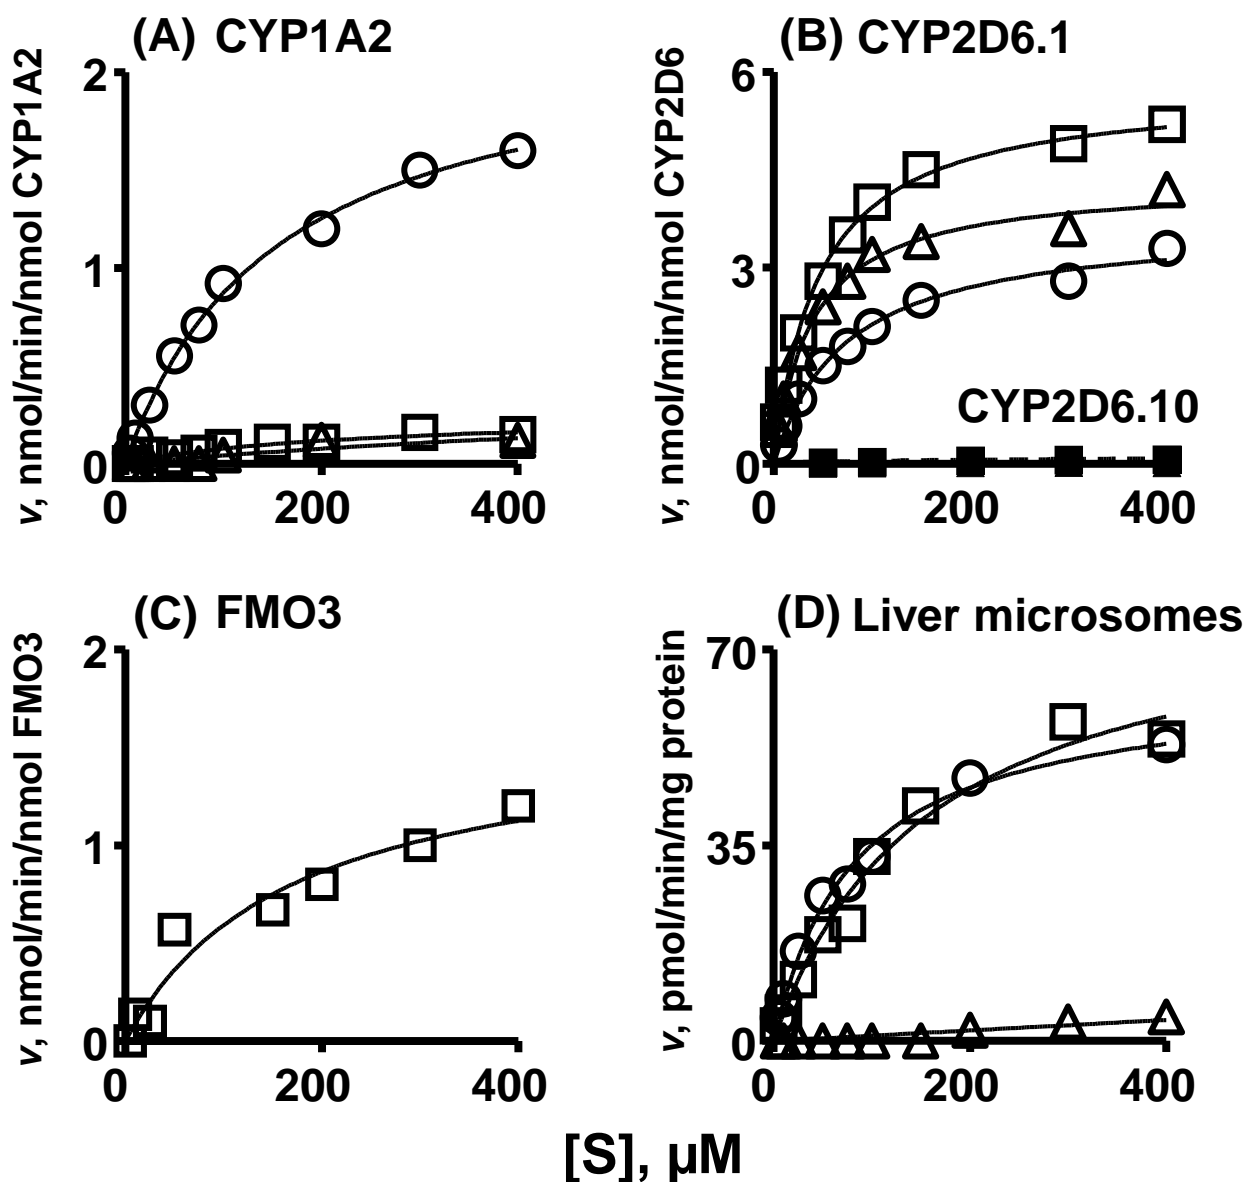 (A) CYP1A2
v, nmol/min/nmol CYP1A2
2
1
0
0 200 400
(B) CYP2D6.1
v, nmol/min/nmol CYP2D6
6
3
0
CYP2D6.10
0 200 400
(C) FMO3
v, nmol/min/nmol FMO3
2
1
0
0 200 400
(D) Liver microsomes
v, pmol/min/mg protein
70
35
0
0 200 400
[S], μM